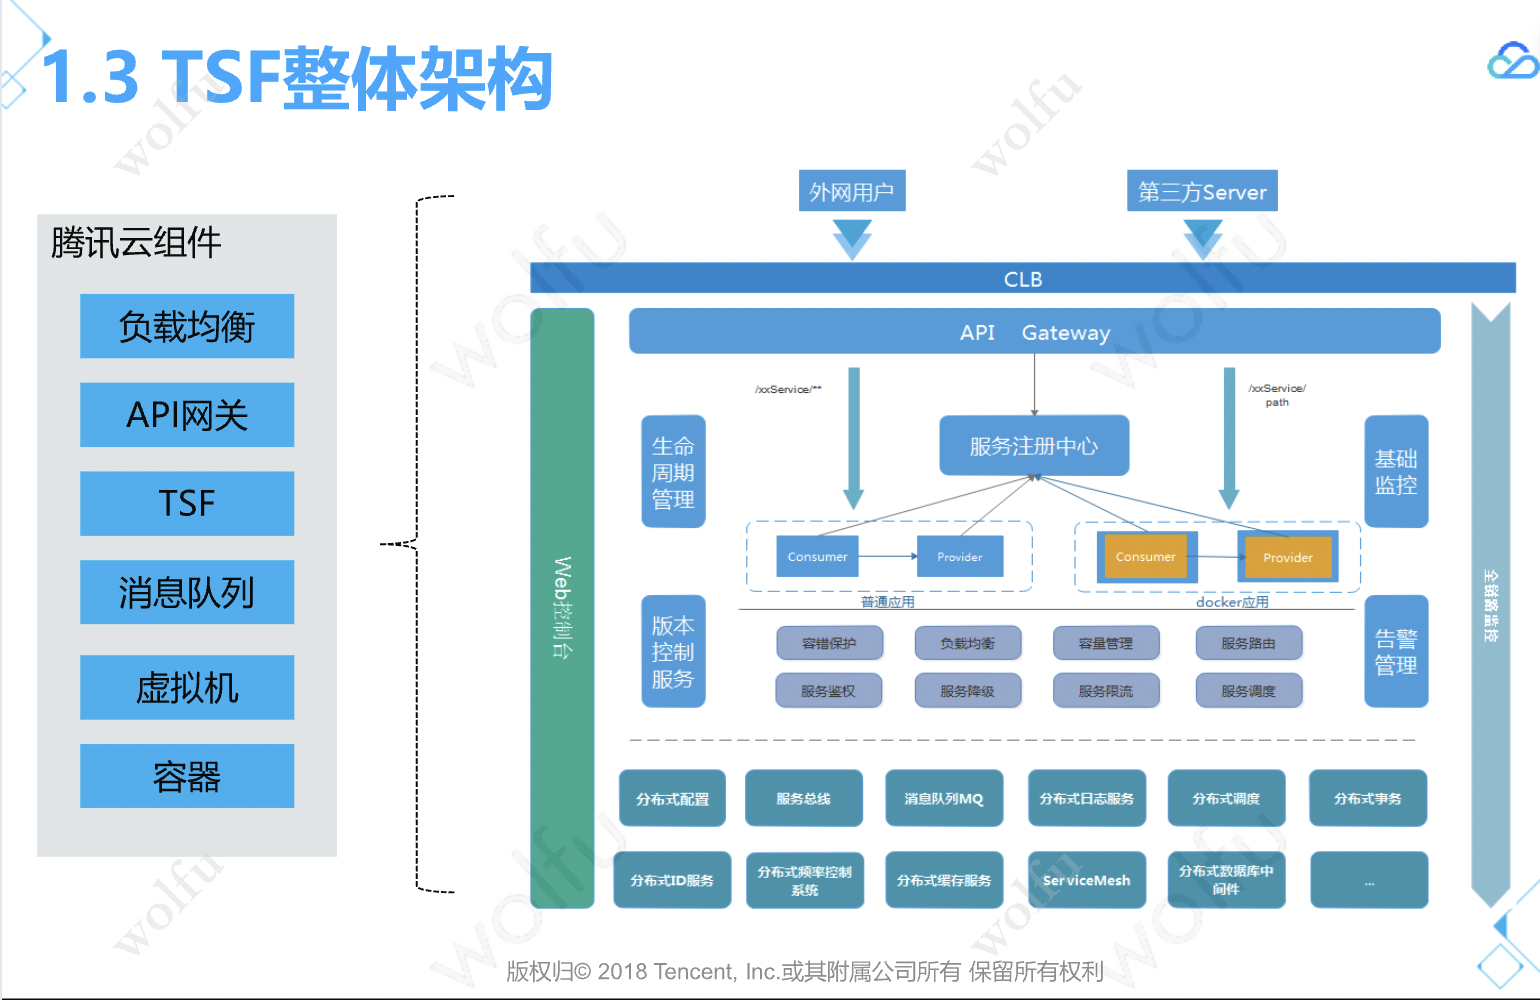 1.3 TSF整体架构
腾讯云组件
负载均衡
API网关
TSF
消息队列
虚拟机
容器
外网用户
第三方Server
CLB
Web控制台
API Gateway
/xxService/**
/xxService/
path
服务注册中心
生命
周期
管理
基础
监控
Consumer
Provider
Consumer
Provider
普通应用
docker应用
版本
控制
服务
告警
管理
全链路监控
容错保护
负载均衡
容量管理
服务路由
服务鉴权
服务降级
服务限流
服务调度
分布式配置
服务总线
消息队列MQ
分布式日志服务
分布式调度
分布式事务
分布式ID服务
分布式频率控制
系统
分布式缓存服务
ServiceMesh
分布式数据库中
间件
...
版权归© 2018 Tencent, Inc.或其附属公司所有 保留所有权利
wolfu
wolfu
wolfu
wolfu
wolfu
wolfu
wolfu
wolfu